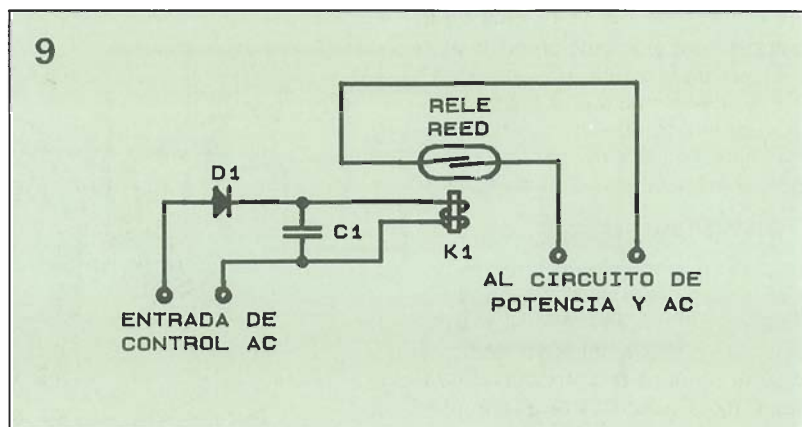 9
RELE
REED
D1
C1
K1
AL CIRCUITO DE
POTENCIA Y AC
ENTRADA DE
CONTROL AC